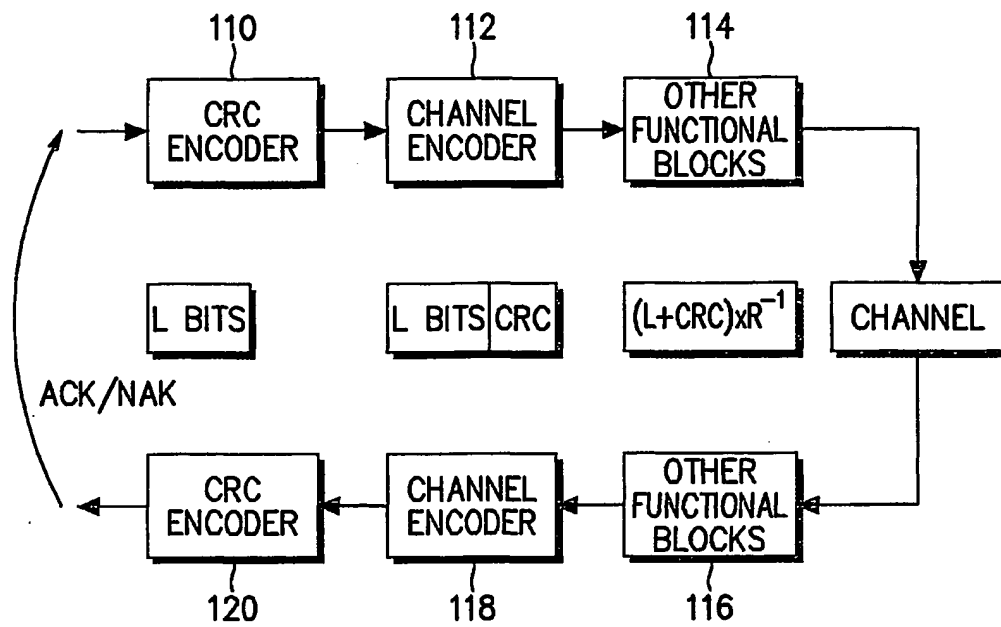 110
112
114
CRC
ENCODER
CHANNEL
ENCODER
OTHER
FUNCTIONAL
BLOCKS
L BITS
L BITS CRC
(L+CRC)xR⁻¹
CHANNEL
ACK/NAK
CRC
ENCODER
CHANNEL
ENCODER
OTHER
FUNCTIONAL
BLOCKS
120
118
116